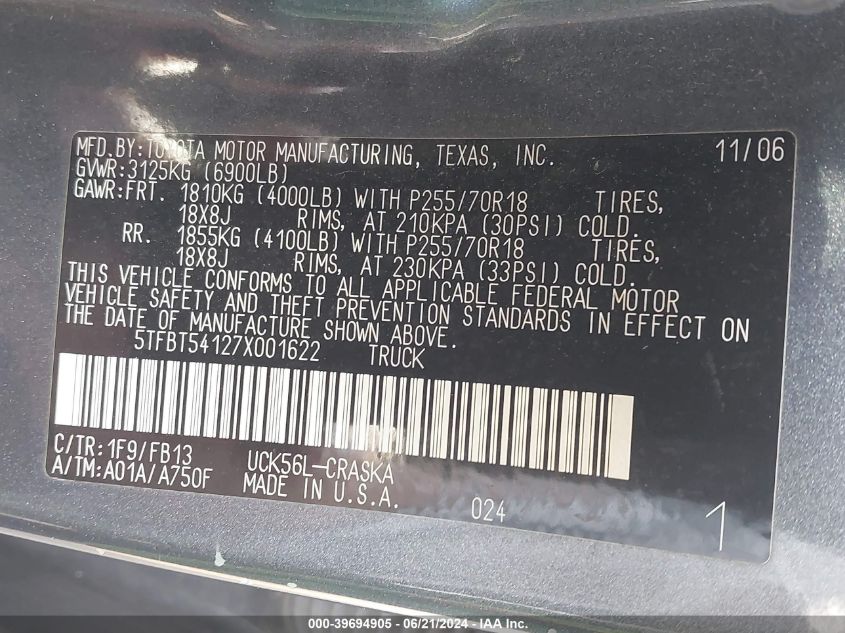 MFD.BY:TOYOTA MOTOR MANUFACTURING, TEXAS, INC. 11/06
GVWR:3125KG (6900LB)
GAWR:FRT. 1810KG (4000LB) WITH P255/70R18 TIRES,
18X8J RIMS, AT 210KPA (30PSI) COLD.
RR. 1855KG (4100LB) WITH P255/70R18 TIRES,
18X8J RIMS, AT 230KPA (33PSI) COLD.
THIS VEHICLE CONFORMS TO ALL APPLICABLE FEDERAL MOTOR
VEHICLE SAFETY AND THEFT PREVENTION STANDARDS IN EFFECT ON
THE DATE OF MANUFACTURE SHOWN ABOVE.
5TFBT54127X001622 TRUCK
C/TR:1F9/FB13 UCK56L-CRASKA
A/TM:A01A/A750F MADE IN U.S.A. 024 1
000-39694905 - 06/21/2024 - IAA Inc.